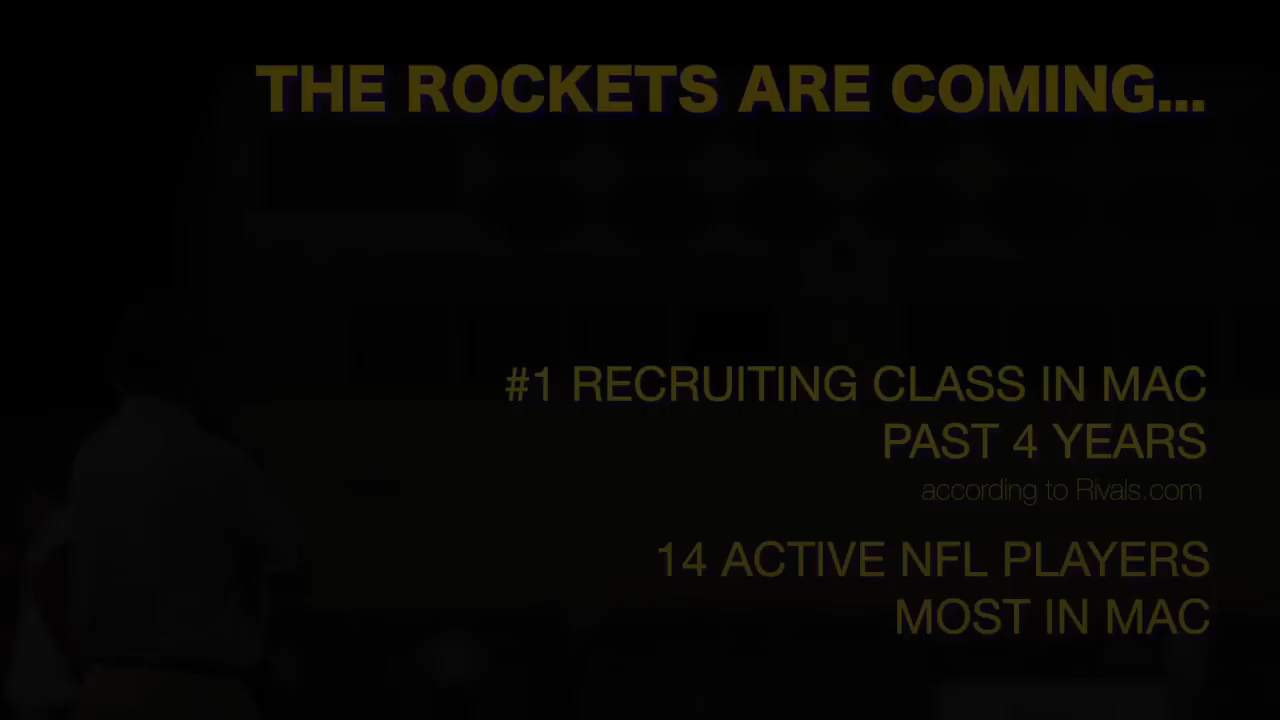 THE ROCKETS ARE COMING...
#1 RECRUITING CLASS IN MAC
PAST 4 YEARS
according to Rivals.com
14 ACTIVE NFL PLAYERS
MOST IN MAC